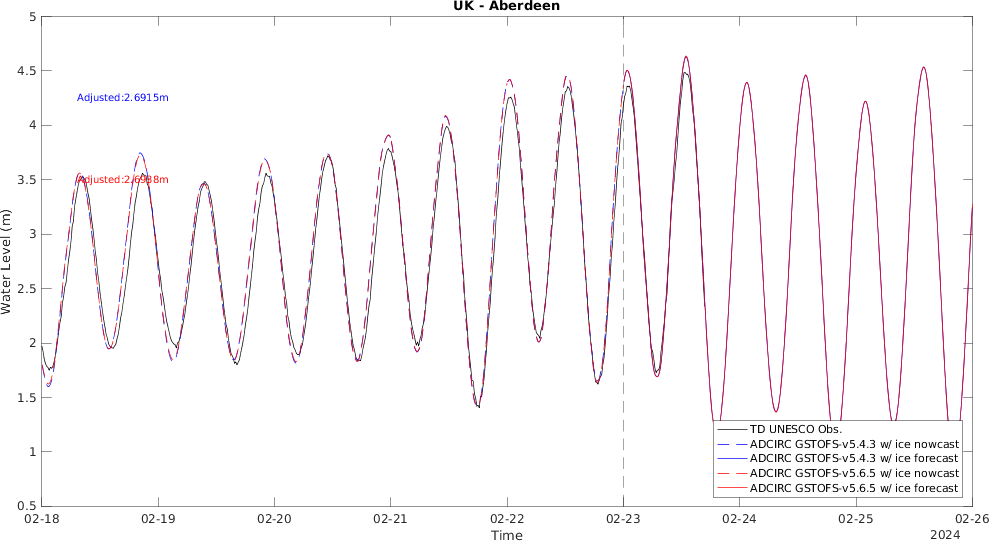 UK - Aberdeen
5
4.5
4
3.5
3
2.5
2
1.5
1
0.5
Water Level (m)
Adjusted:2.6915m
Adjusted:2.6938m
TD UNESCO Obs.
ADCIRC GSTOFS-v5.4.3 w/ ice nowcast
ADCIRC GSTOFS-v5.4.3 w/ ice forecast
ADCIRC GSTOFS-v5.6.5 w/ ice nowcast
ADCIRC GSTOFS-v5.6.5 w/ ice forecast
02-18 02-19 02-20 02-21 02-22 02-23 02-24 02-25 02-26
Time
2024